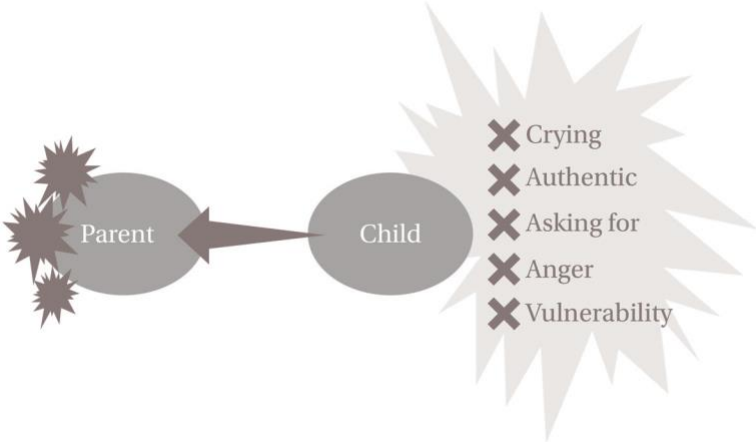 Parent
Child
Crying
Authentic
Asking for
Anger
Vulnerability